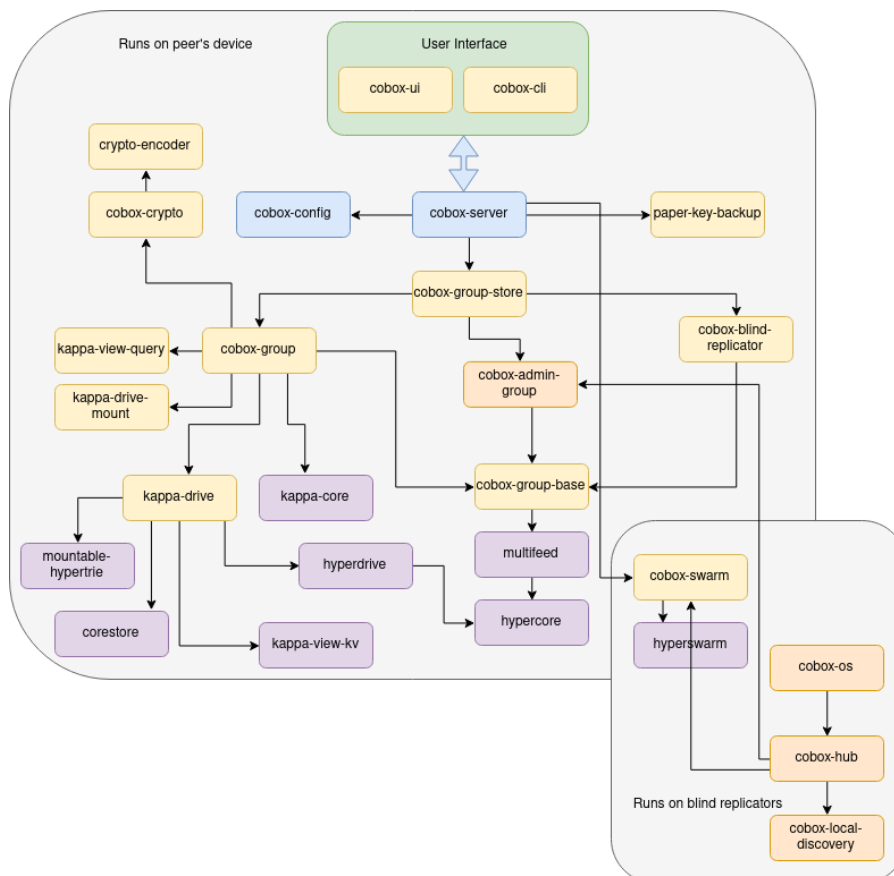 Runs on peer's device
User Interface
cobox-ui
cobox-cli
crypto-encoder
cobox-crypto
cobox-config
cobox-server
paper-key-backup
cobox-group-store
cobox-group
kappa-view-query
cobox-blind-
replicator
cobox-admin-
group
kappa-drive-
mount
kappa-drive
kappa-core
cobox-group-base
mountable-
hypertrie
hyperdrive
multifeed
cobox-swarm
corestore
kappa-view-kv
hypercore
hyperswarm
cobox-os
cobox-hub
Runs on blind replicators
cobox-local-
discovery